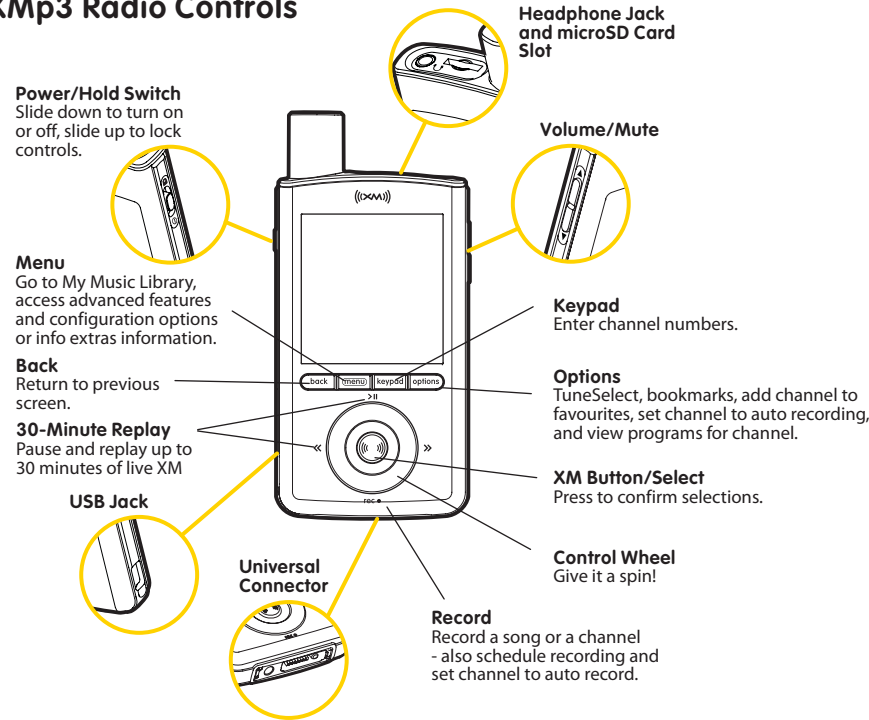 XMp3 Radio Controls
Headphone Jack
and microSD Card
Slot
Power/Hold Switch
Slide down to turn on
or off, slide up to lock
controls.
Volume/Mute
((XM))
Menu
Go to My Music Library,
access advanced features
and configuration options
or info extras information.
Keypad
Enter channel numbers.
Back
Return to previous
screen.
back
menu
keypad
options
Options
TuneSelect, bookmarks, add channel to
favourites, set channel to auto recording,
and view programs for channel.
30-Minute Replay
Pause and replay up to
30 minutes of live XM
XM Button/Select
Press to confirm selections.
USB Jack
rec
Control Wheel
Give it a spin!
Universal
Connector
Record
Record a song or a channel
- also schedule recording and
set channel to auto record.